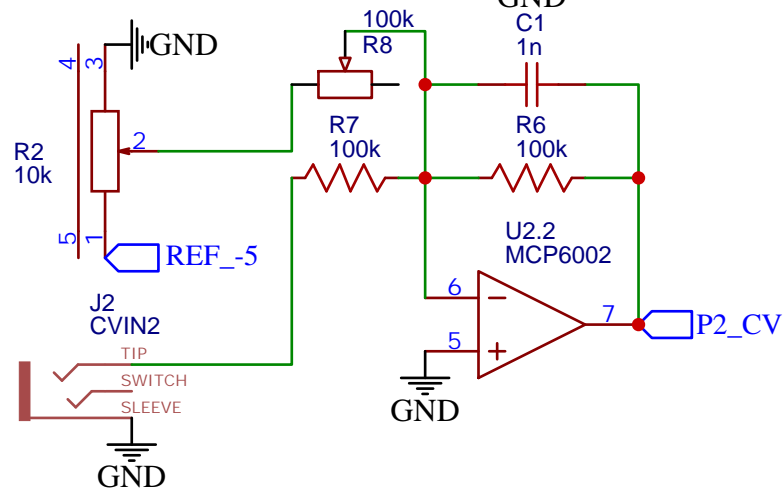 GND
100k
R8
C1
1n
4
3
GND
R2
10k
2
R7
100k
R6
100k
5
1
REF_-5
U2.2
MCP6002
J2
CVIN2
6
7
P2_CV
5
TIP
SWITCH
SLEEVE
GND
GND